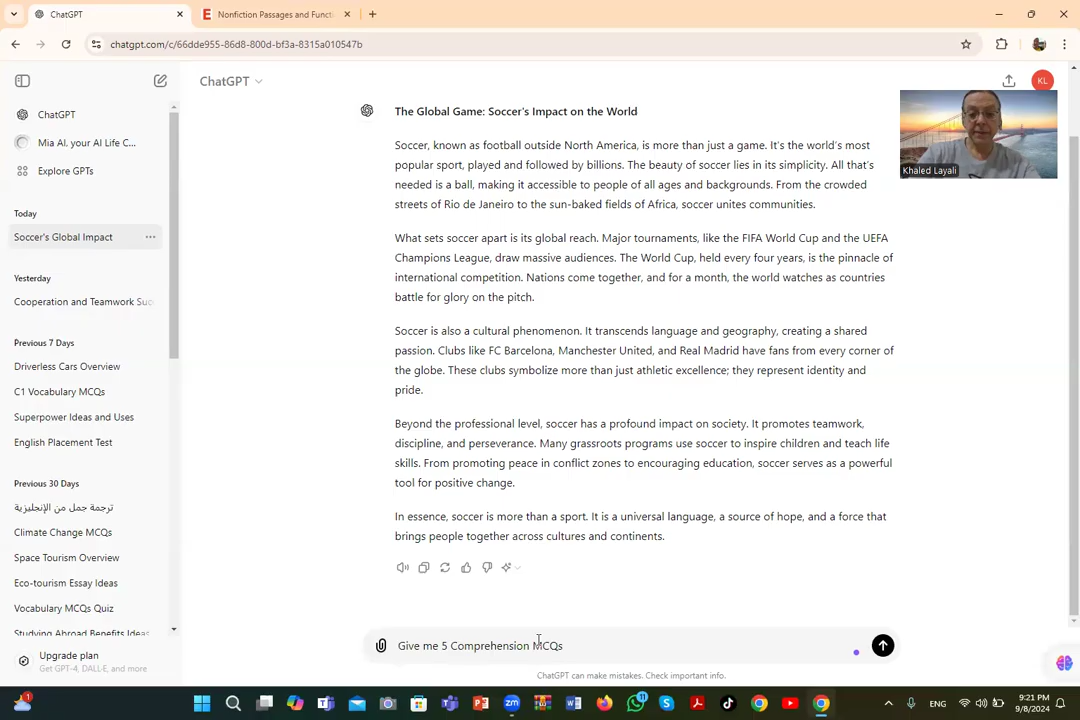 ChatGPT
Nonfiction Passages and Functi
chatgpt.com/c/66dde955-86d8-800d-bf3a-8315a010547b
ChatGPT
Mia AI, your AI Life C...
Explore GPTs
Today
Soccer's Global Impact
Yesterday
Cooperation and Teamwork Suc
Previous 7 Days
Driverless Cars Overview
C1 Vocabulary MCQs
Superpower Ideas and Uses
English Placement Test
Previous 30 Days
ترجمة جمل من الإنجليزية
Climate Change MCQs
Space Tourism Overview
Eco-tourism Essay Ideas
Vocabulary MCQs Quiz
Studying Abroad Benefits Ideas
Upgrade plan
Get GPT-4, DALL·E, and more
ChatGPT
KL
Khaled Layali
The Global Game: Soccer's Impact on the World
Soccer, known as football outside North America, is more than just a game. It's the world's most
popular sport, played and followed by billions. The beauty of soccer lies in its simplicity. All that's
needed is a ball, making it accessible to people of all ages and backgrounds. From the crowded
streets of Rio de Janeiro to the sun-baked fields of Africa, soccer unites communities.
What sets soccer apart is its global reach. Major tournaments, like the FIFA World Cup and the UEFA
Champions League, draw massive audiences. The World Cup, held every four years, is the pinnacle of
international competition. Nations come together, and for a month, the world watches as countries
battle for glory on the pitch.
Soccer is also a cultural phenomenon. It transcends language and geography, creating a shared
passion. Clubs like FC Barcelona, Manchester United, and Real Madrid have fans from every corner of
the globe. These clubs symbolize more than just athletic excellence; they represent identity and
pride.
Beyond the professional level, soccer has a profound impact on society. It promotes teamwork,
discipline, and perseverance. Many grassroots programs use soccer to inspire children and teach life
skills. From promoting peace in conflict zones to encouraging education, soccer serves as a powerful
tool for positive change.
In essence, soccer is more than a sport. It is a universal language, a source of hope, and a force that
brings people together across cultures and continents.
Give me 5 Comprehension MCQs
ChatGPT can make mistakes. Check important info.
ENG
9:21 PM
9/8/2024